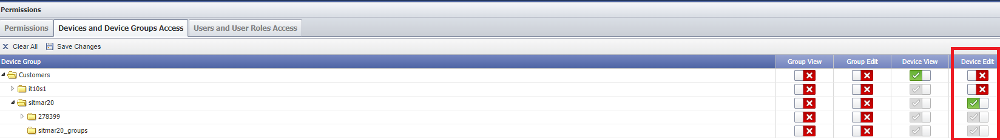 Permissions
Permissions Devices and Device Groups Access Users and User Roles Access
Clear All Save Changes
Device Group Group View Group Edit Device View Device Edit
Customers
it10s1
sitmar20
278399
sitmar20_groups